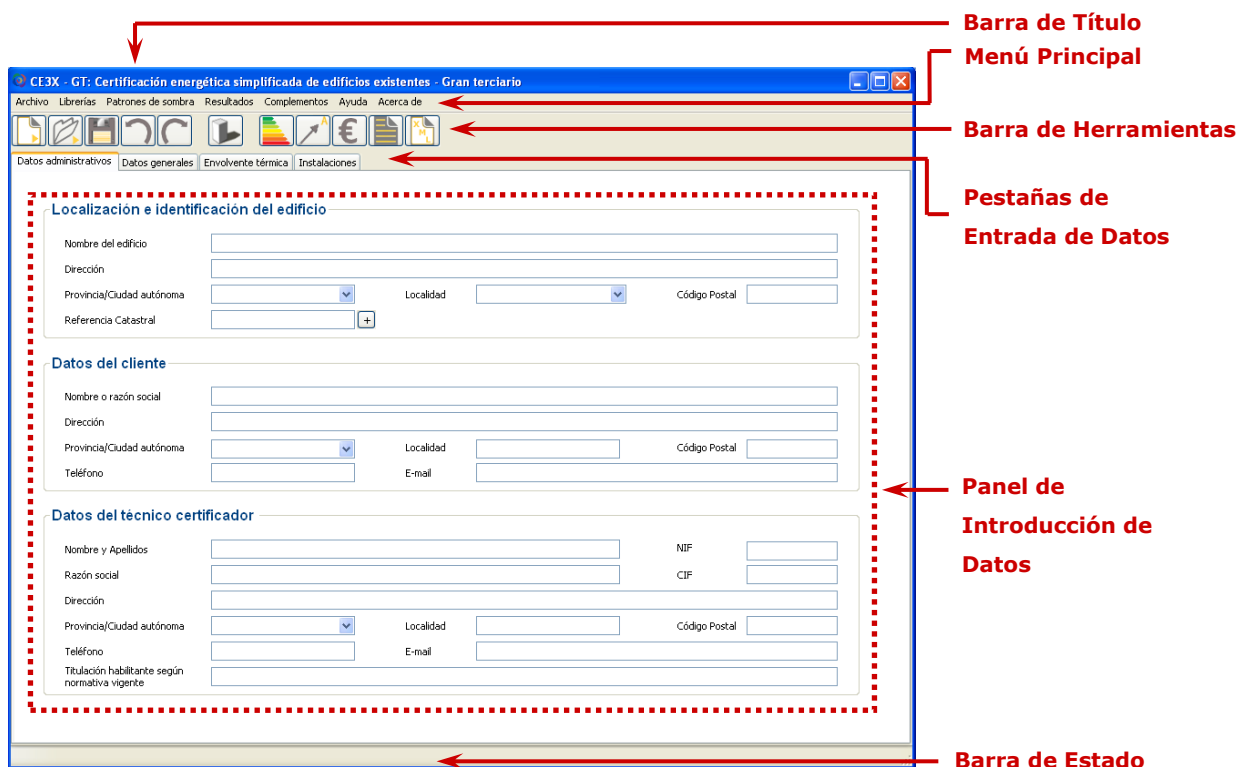 Barra de Título
Menú Principal
CE3X - GT: Certificación energética simplificada de edificios existentes - Gran terciario
Archivo Librerías Patrones de sombra Resultados Complementos Ayuda Acerca de
A € X M L
Barra de Herramientas
Datos administrativos Datos generales Envolvente térmica Instalaciones
Pestañas de
Entrada de Datos
Localización e identificación del edificio
Nombre del edificio
Dirección
Provincia/Ciudad autónoma Localidad Código Postal
Referencia Catastral +
Datos del cliente
Nombre o razón social
Dirección
Provincia/Ciudad autónoma Localidad Código Postal
Teléfono E-mail
Panel de
Introducción de
Datos
Datos del técnico certificador
Nombre y Apellidos NIF
Razón social CIF
Dirección
Provincia/Ciudad autónoma Localidad Código Postal
Teléfono E-mail
Titulación habilitante según
normativa vigente
Barra de Estado